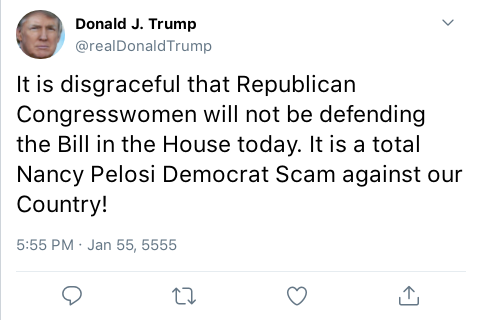 Donald J. Trump
@realDonaldTrump
It is disgraceful that Republican
Congresswomen will not be defending
the Bill in the House today. It is a total
Nancy Pelosi Democrat Scam against our
Country!
5:55 PM · Jan 55, 5555